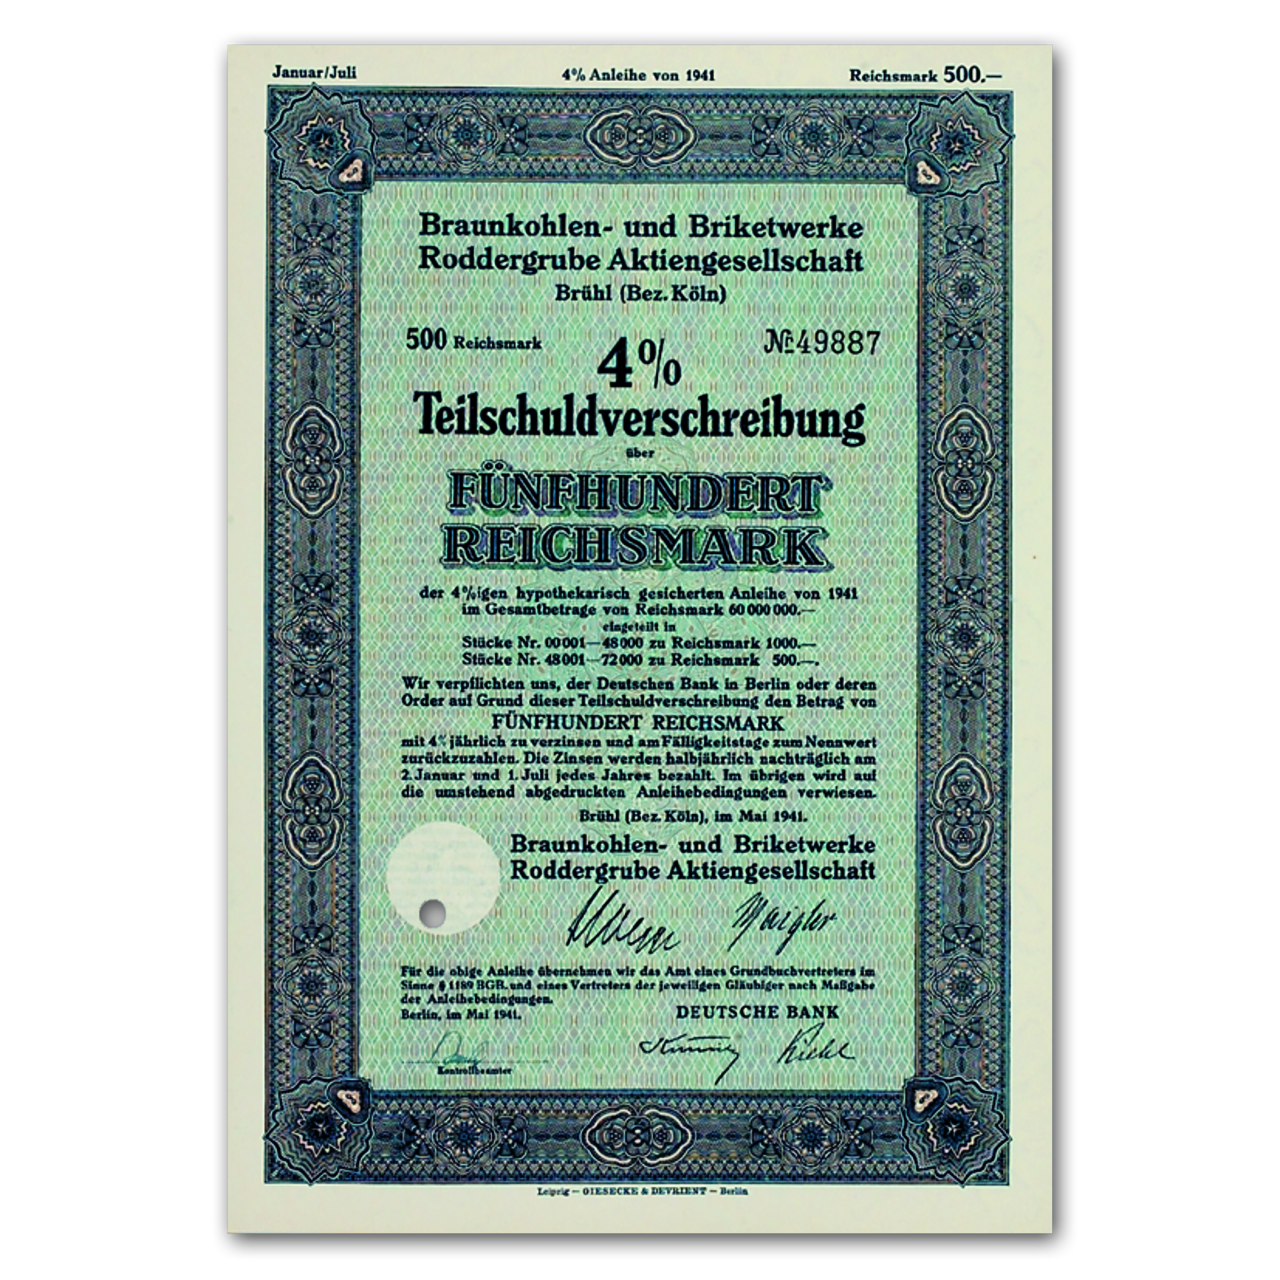 Januar/Juli 4% Anleihe von 1941 Reichsmark 500.—
Braunkohlen- und Briketwerke
Roddergrube Aktiengesellschaft
Brühl (Bez. Köln)
500 Reichsmark 4% № 49887
Teilschuldverschreibung
über
FÜNFHUNDERT
REICHSMARK
der 4%igen hypothekarisch gesicherten Anleihe von 1941
im Gesamtbetrage von Reichsmark 60 000 000.—
eingeteilt in
Stücke Nr. 00001—48000 zu Reichsmark 1000.—
Stücke Nr. 48001—72000 zu Reichsmark 500.—.
Wir verpflichten uns, der Deutschen Bank in Berlin oder deren
Order auf Grund dieser Teilschuldverschreibung den Betrag von
FÜNFHUNDERT REICHSMARK
mit 4% jährlich zu verzinsen und am Fälligkeitstage zum Nennwert
zurückzuzahlen. Die Zinsen werden halbjährlich nachträglich am
2. Januar und 1. Juli jedes Jahres bezahlt. Im übrigen wird auf
die umstehend abgedruckten Anleihebedingungen verwiesen.
Brühl (Bez. Köln), im Mai 1941.
Braunkohlen- und Briketwerke
Roddergrube Aktiengesellschaft
Für die obige Anleihe übernehmen wir das Amt eines Grundbuchvertreters im
Sinne § 1189 BGB. und eines Vertreters der jeweiligen Gläubiger nach Maßgabe
der Anleihebedingungen.
Berlin, im Mai 1941. DEUTSCHE BANK
Kontrollbeamter
Leipzig — GIESECKE & DEVRIENT — Berlin